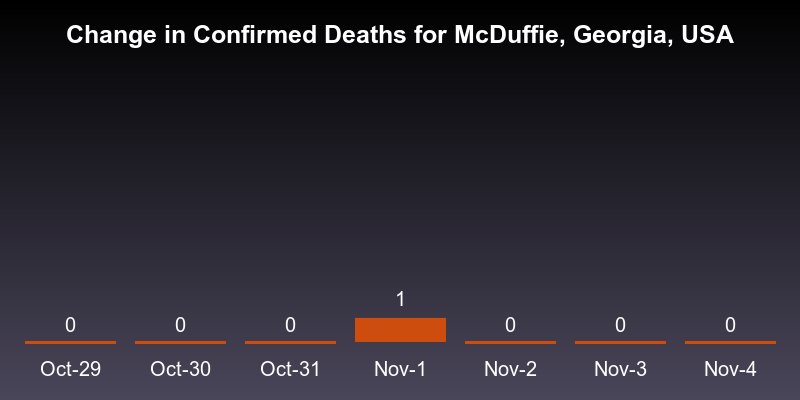 Change in Confirmed Deaths for McDuffie, Georgia, USA
1
0 0 0 0 0 0
Oct-29 Oct-30 Oct-31 Nov-1 Nov-2 Nov-3 Nov-4